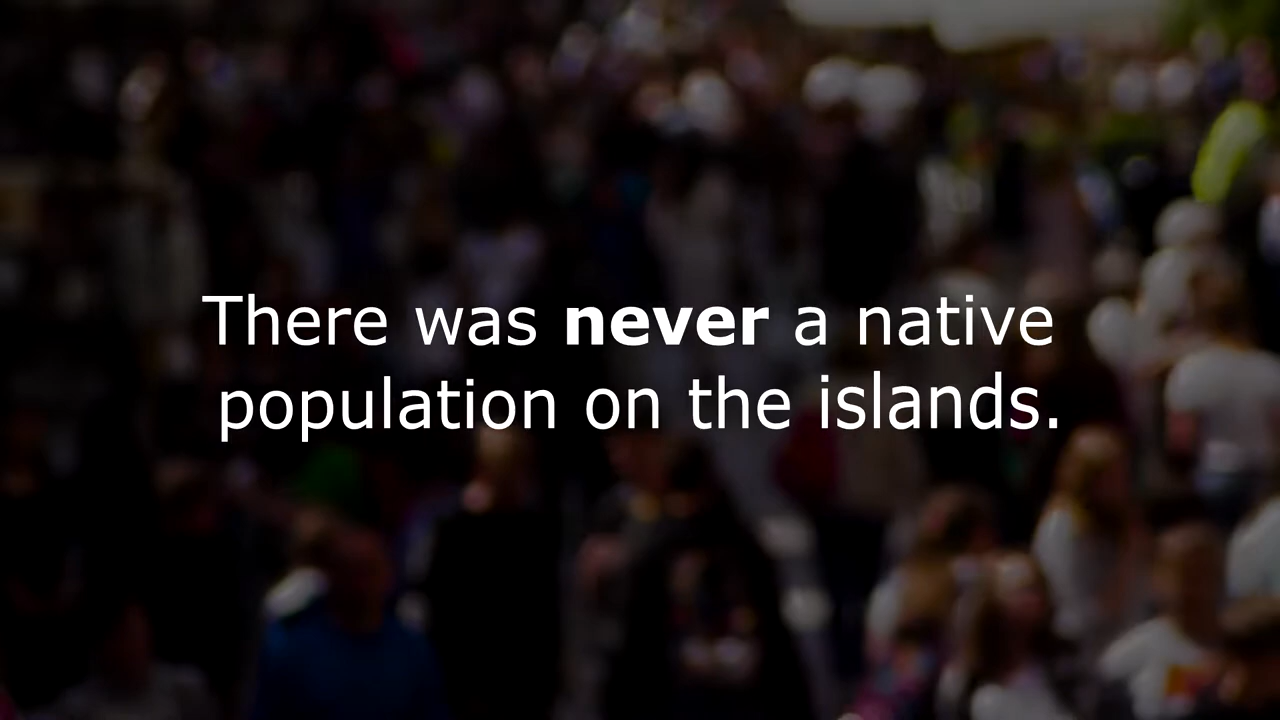 There was never a native
population on the islands.